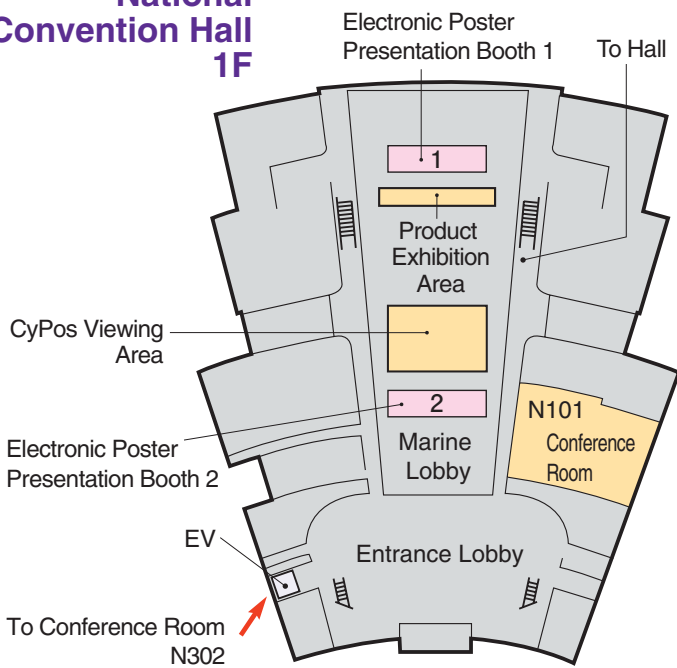 National
Convention Hall
1F
Electronic Poster
Presentation Booth 1
To Hall
1
Product
Exhibition
Area
CyPos Viewing
Area
2
N101
Conference
Room
Electronic Poster
Presentation Booth 2
Marine
Lobby
EV
Entrance Lobby
To Conference Room
N302